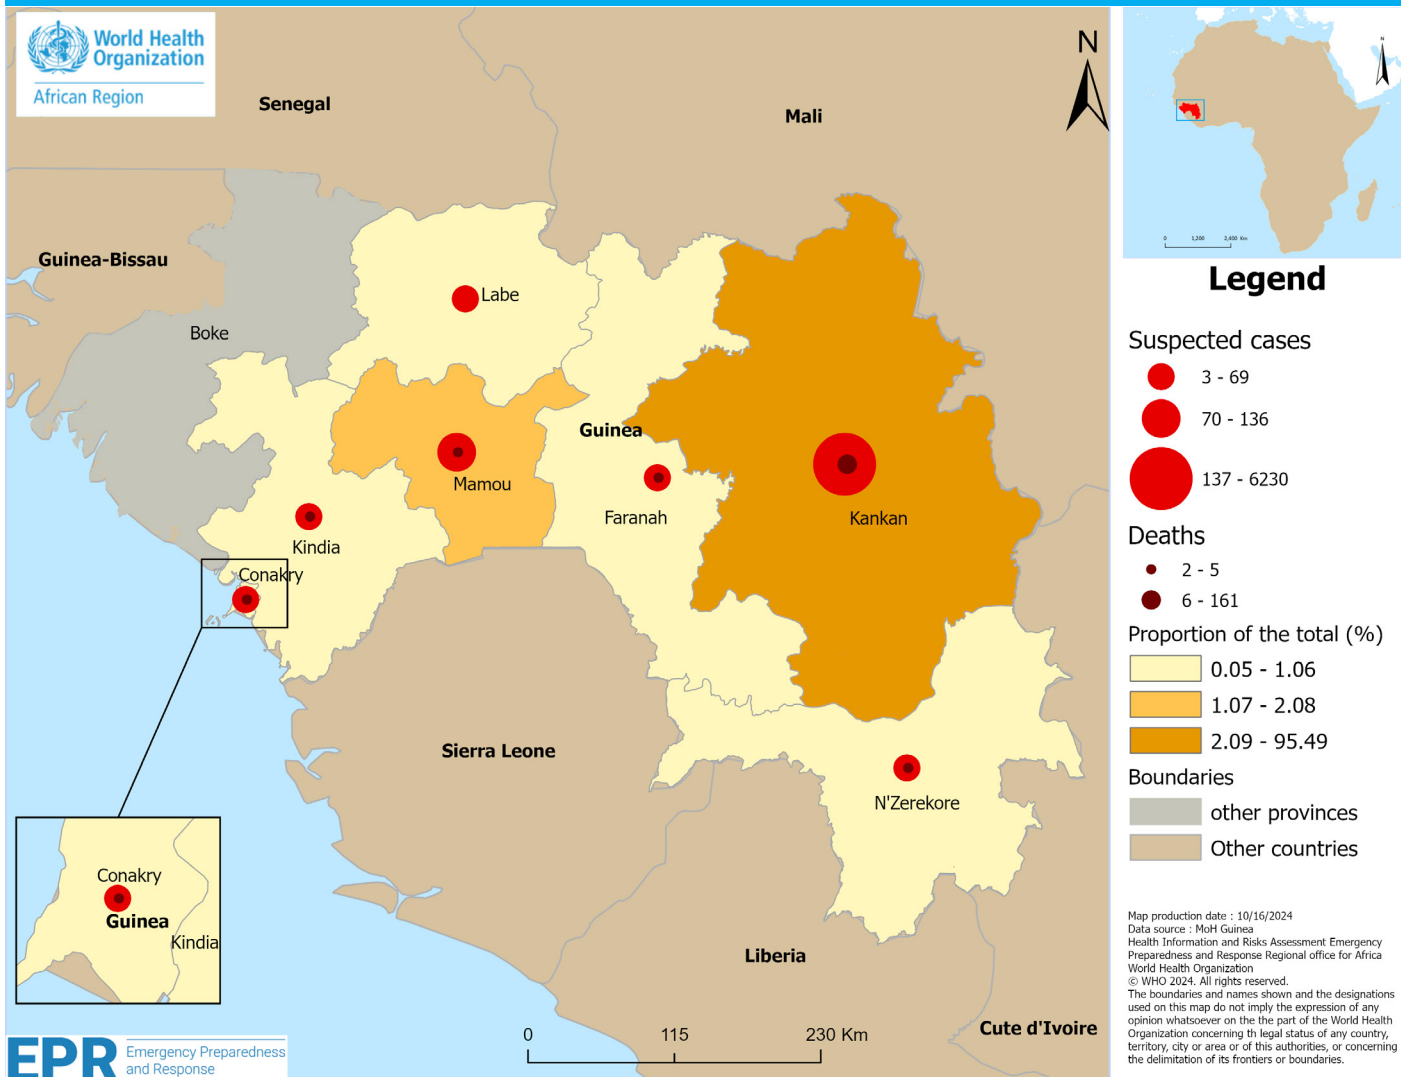 World Health
Organization
African Region
Senegal
Mali
N
Guinea-Bissau
Labe
Boke
Guinea
Mamou
Faranah
Kankan
Kindia
Conakry
Sierra Leone
N'Zerekore
Conakry
Guinea
Kindia
Liberia
Cute d'Ivoire
0 115 230 Km
EPR
Emergency Preparedness
and Response
N
0 1,200 2,400 Km
Legend
Suspected cases
3 - 69
70 - 136
137 - 6230
Deaths
2 - 5
6 - 161
Proportion of the total (%)
0.05 - 1.06
1.07 - 2.08
2.09 - 95.49
Boundaries
other provinces
Other countries
Map production date : 10/16/2024
Data source : MoH Guinea
Health Information and Risks Assessment Emergency
Preparedness and Response Regional office for Africa
World Health Organization
© WHO 2024. All rights reserved.
The boundaries and names shown and the designations
used on this map do not imply the expression of any
opinion whatsoever on the the part of the World Health
Organization concerning th legal status of any country,
territory, city or area or of this authorities, or concerning
the delimitation of its frontiers or boundaries.